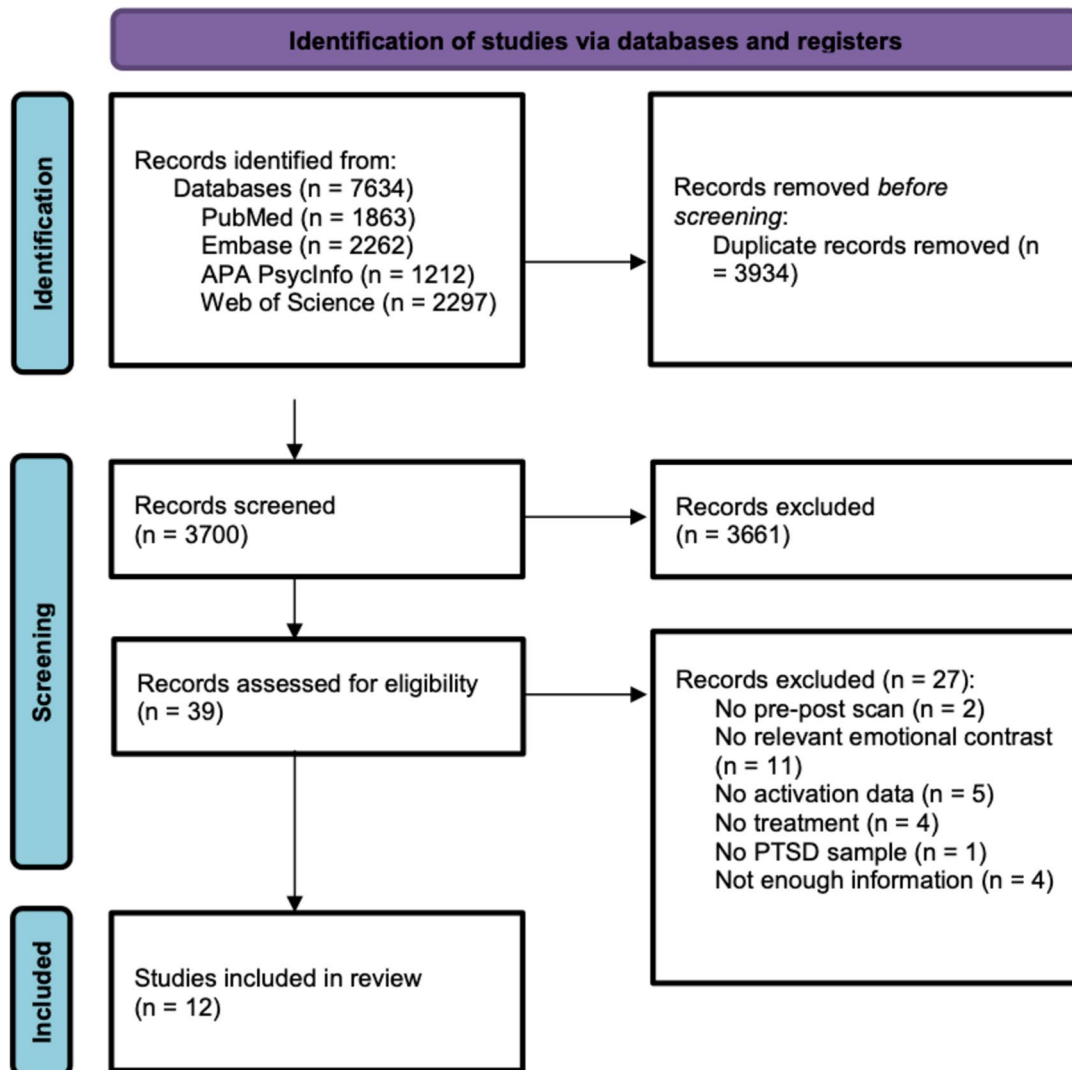 Identification of studies via databases and registers
Identification
Records identified from:
Databases (n = 7634)
PubMed (n = 1863)
Embase (n = 2262)
APA PsycInfo (n = 1212)
Web of Science (n = 2297)
Records removed before
screening:
Duplicate records removed (n
= 3934)
Screening
Records screened
(n = 3700)
Records excluded
(n = 3661)
Records assessed for eligibility
(n = 39)
Records excluded (n = 27):
No pre-post scan (n = 2)
No relevant emotional contrast
(n = 11)
No activation data (n = 5)
No treatment (n = 4)
No PTSD sample (n = 1)
Not enough information (n = 4)
Included
Studies included in review
(n = 12)